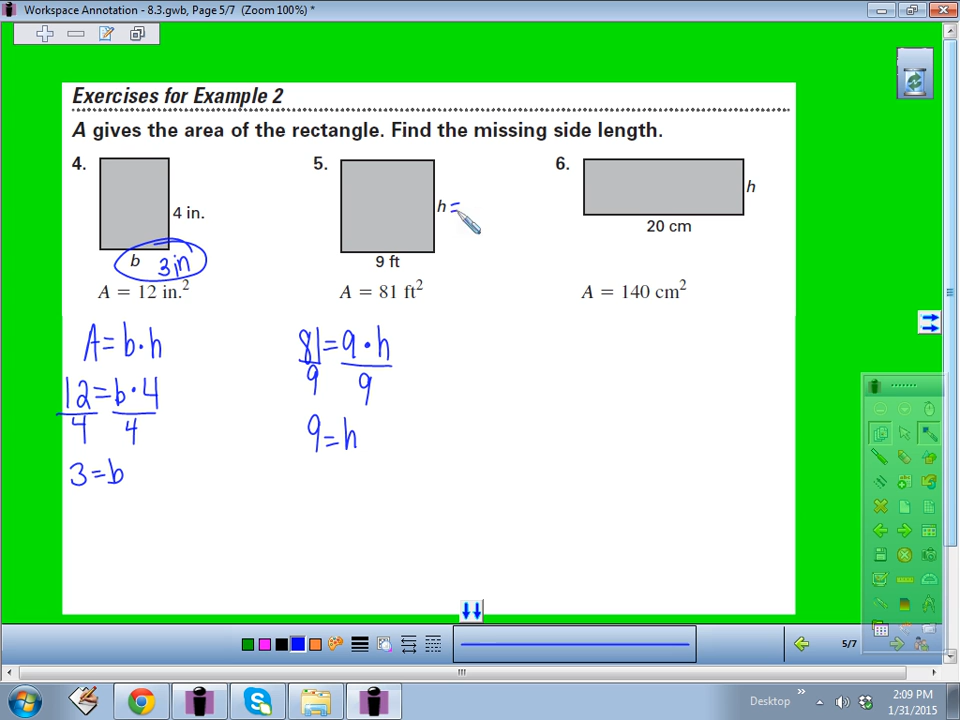 Workspace Annotation - 8.3.gwb, Page 5/7 (Zoom 100%) *
Exercises for Example 2
A gives the area of the rectangle. Find the missing side length.
4.
4 in.
b 3in
A = 12 in.²
A=b·h
12=b·4
4 4
3=b
5.
h =
9 ft
A = 81 ft²
81=9·h
9 9
9=h
6.
h
20 cm
A = 140 cm²
5/7
Desktop
2:09 PM
1/31/2015